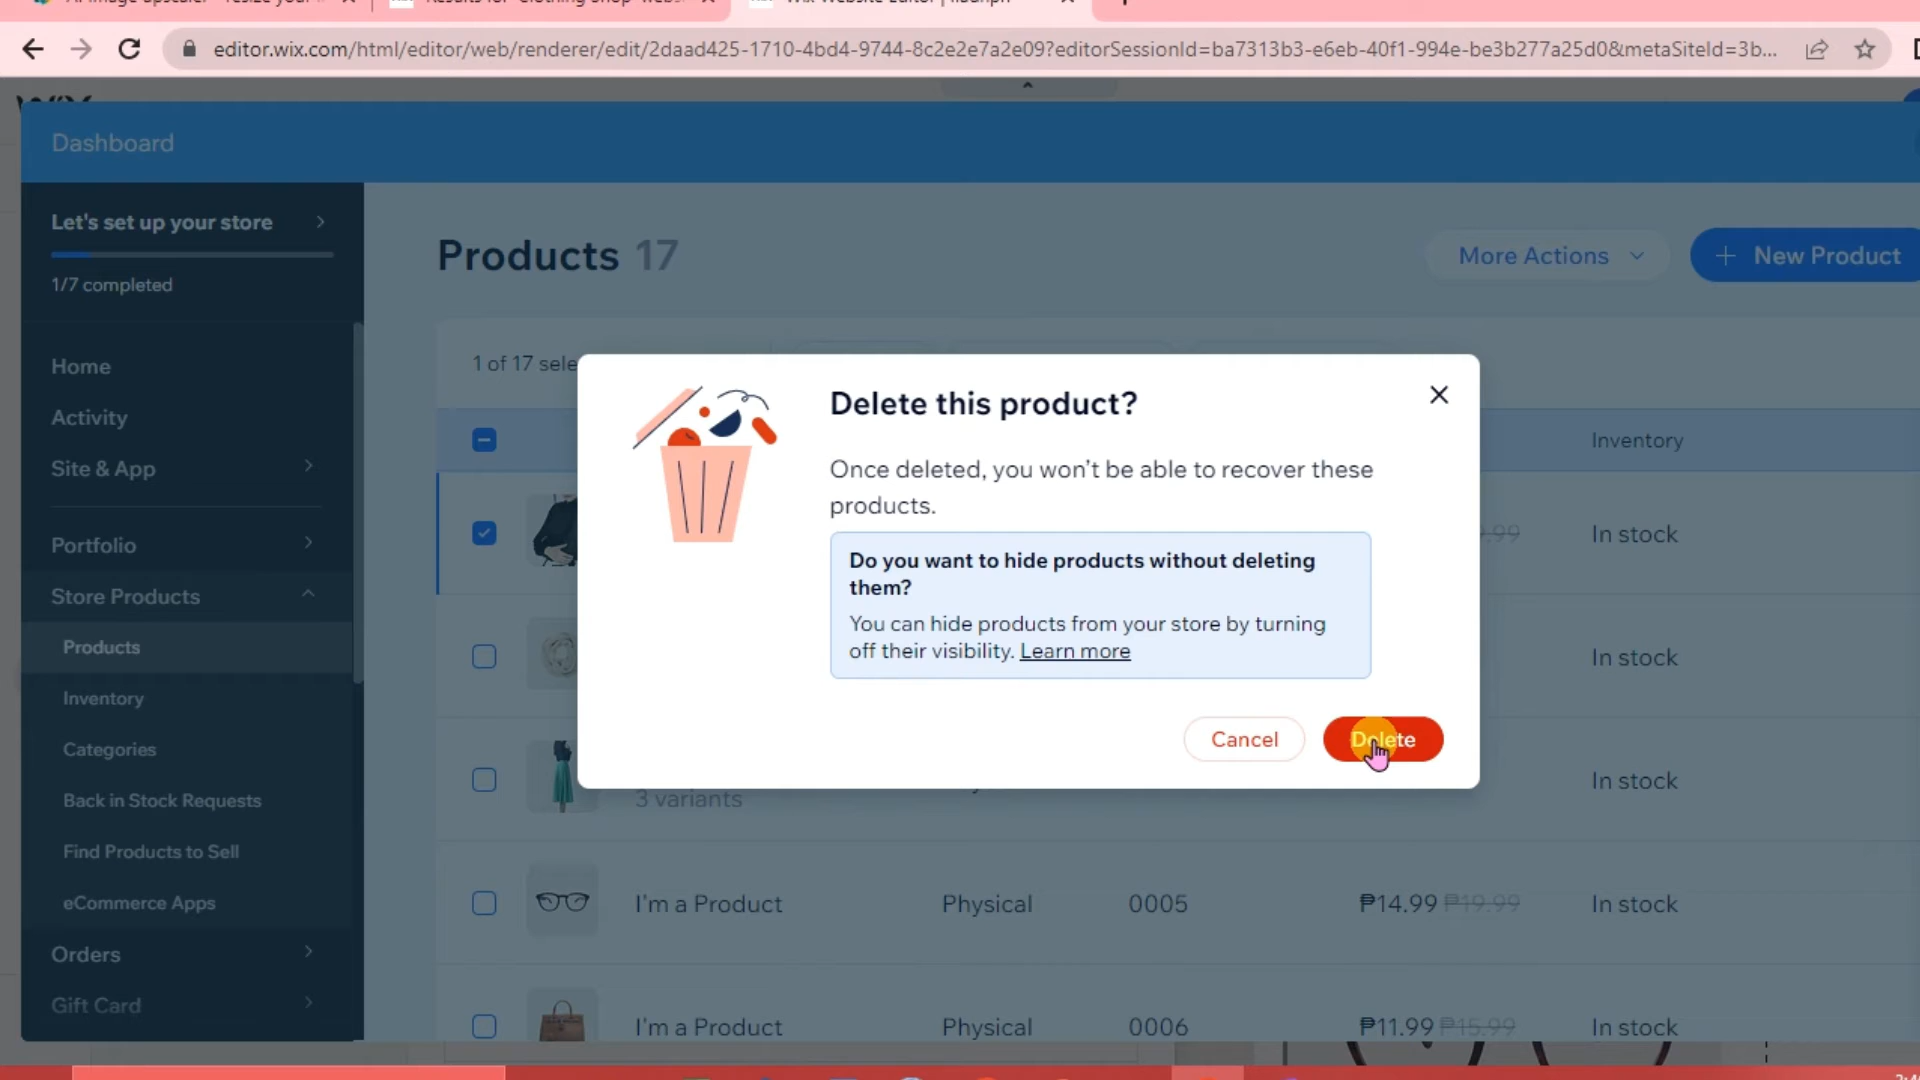 editor.wix.com/html/editor/web/renderer/edit/2daad425-1710-4bd4-9744-8c2e2e7a2e09?editorSessionId=ba7313b3-e6eb-40f1-994e-be3b277a25d0&metaSiteId=3b...
Dashboard
Let's set up your store
1/7 completed
Home
Activity
Site & App
Portfolio
Store Products
Products
Inventory
Categories
Back in Stock Requests
Find Products to Sell
eCommerce Apps
Orders
Gift Card
Products 17
More Actions
+ New Product
1 of 17 sele
Inventory
.99 In stock
In stock
3 variants In stock
I'm a Product Physical 0005 ₱14.99 ₱19.99 In stock
I'm a Product Physical 0006 ₱11.99 ₱15.99 In stock
Delete this product?
Once deleted, you won't be able to recover these
products.
Do you want to hide products without deleting
them?
You can hide products from your store by turning
off their visibility. Learn more
Cancel
Delete